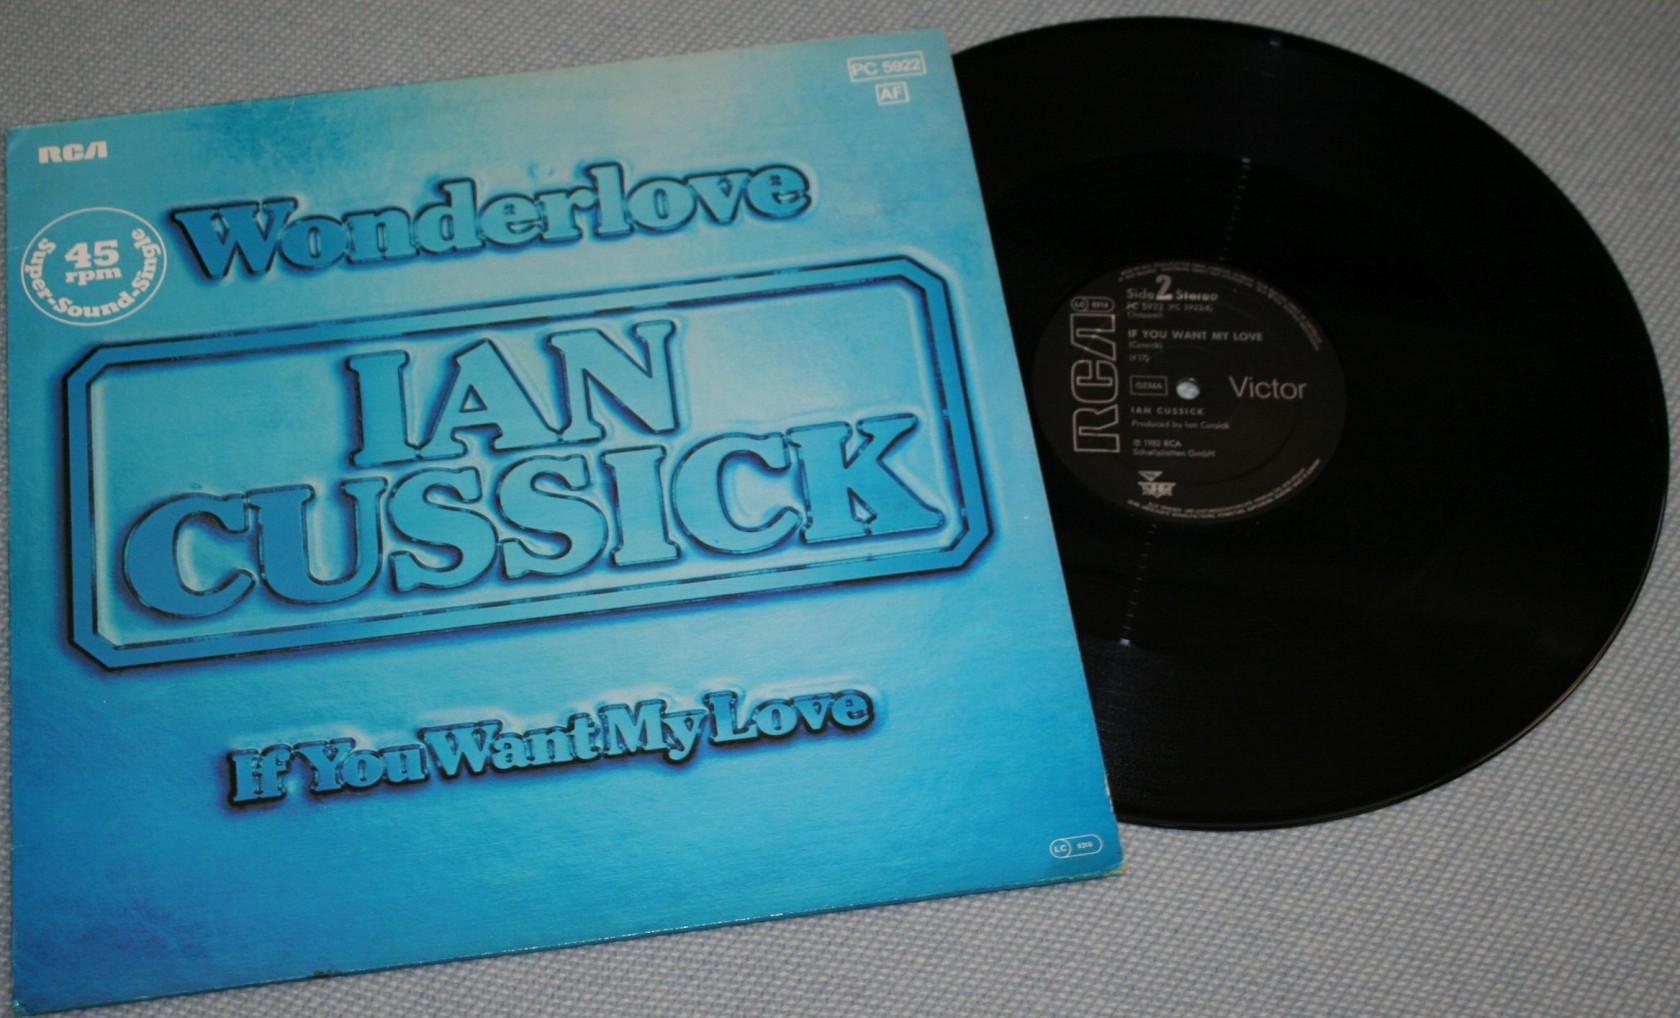 PC 5922
AF
RCA
Wonderlove
45
rpm
Super-Sound-Single
IAN
CUSSICK
If You Want My Love
LC
Side 2 Stereo
PC 5922
IF YOU WANT MY LOVE
(Cussick)
GEMA
RCA
Victor
IAN CUSSICK
Produced by Ian Cussick
RCA
Schallplatten GmbH